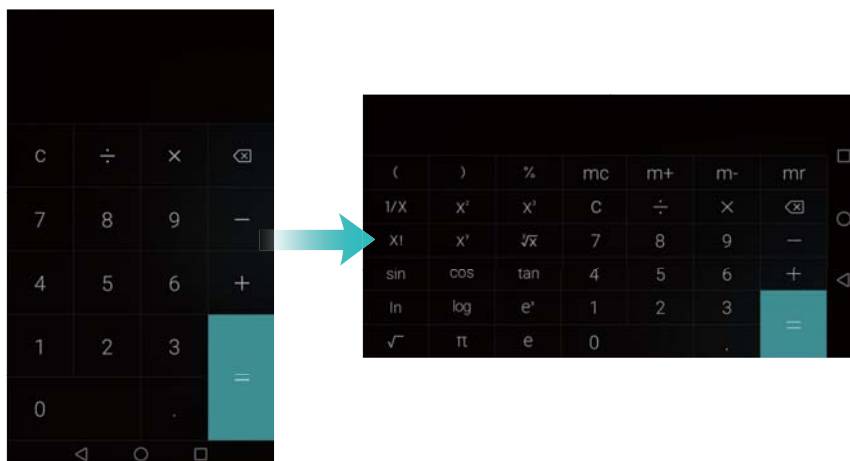 C ÷ ×
7 8 9 −
4 5 6 +
1 2 3 =
0 .
( ) % mc m+ m- mr
1/X X² X³ C ÷ ×
X! Xʸ ʸ√x 7 8 9 −
sin cos tan 4 5 6 +
ln log eˣ 1 2 3 =
√ π e 0 .